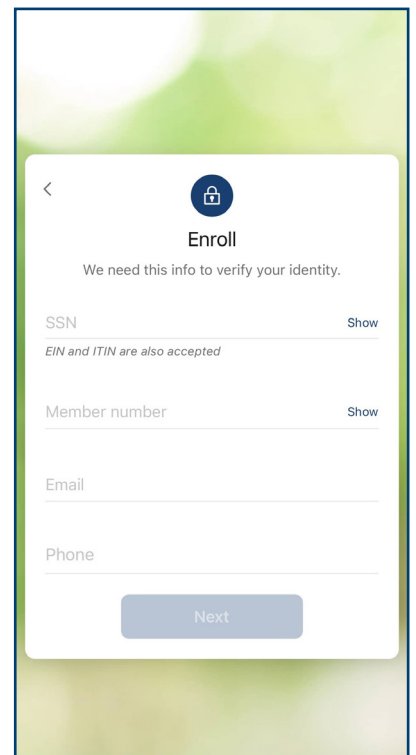 Enroll
We need this info to verify your identity.
SSN Show
EIN and ITIN are also accepted
Member number Show
Email
Phone
Next